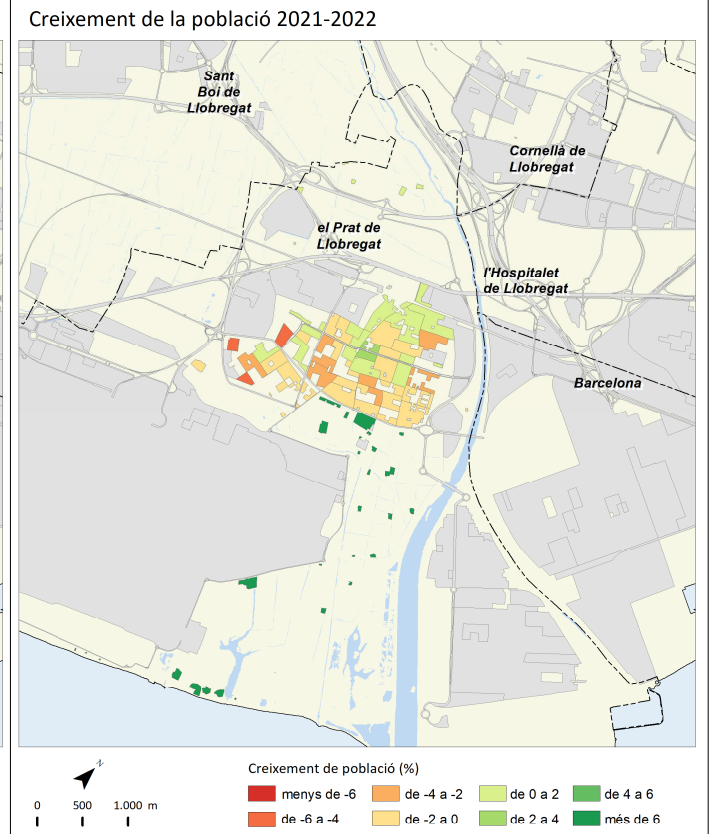 Creixement de la població 2021-2022
Sant
Boi de
Llobregat
Cornellà de
Llobregat
el Prat de
Llobregat
l'Hospitalet
de Llobregat
Barcelona
N
0 500 1.000 m
Creixement de població (%)
menys de -6
de -4 a -2
de 0 a 2
de 4 a 6
de -6 a -4
de -2 a 0
de 2 a 4
més de 6